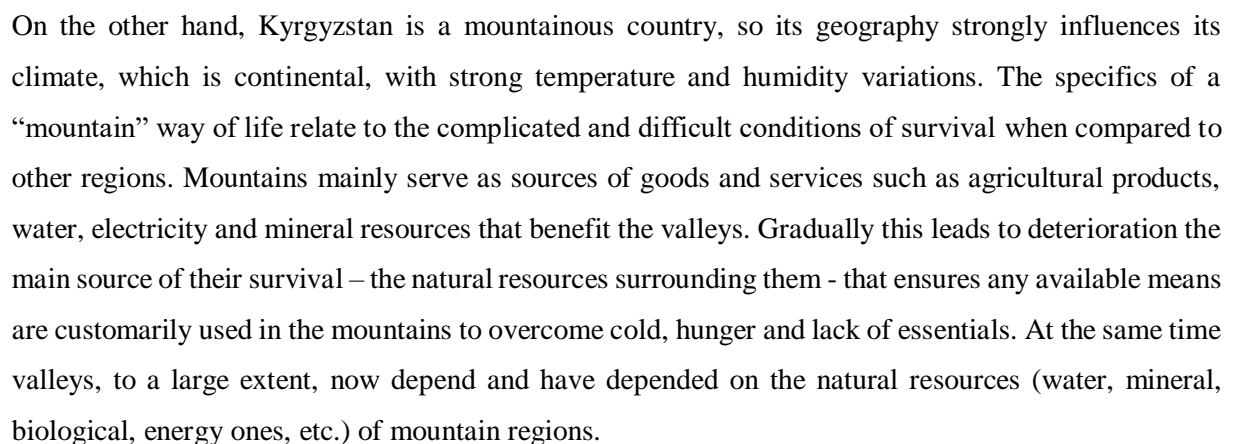 On the other hand, Kyrgyzstan is a mountainous country, so its geography strongly influences its
climate, which is continental, with strong temperature and humidity variations. The specifics of a
“mountain” way of life relate to the complicated and difficult conditions of survival when compared to
other regions. Mountains mainly serve as sources of goods and services such as agricultural products,
water, electricity and mineral resources that benefit the valleys. Gradually this leads to deterioration the
main source of their survival – the natural resources surrounding them - that ensures any available means
are customarily used in the mountains to overcome cold, hunger and lack of essentials. At the same time
valleys, to a large extent, now depend and have depended on the natural resources (water, mineral,
biological, energy ones, etc.) of mountain regions.